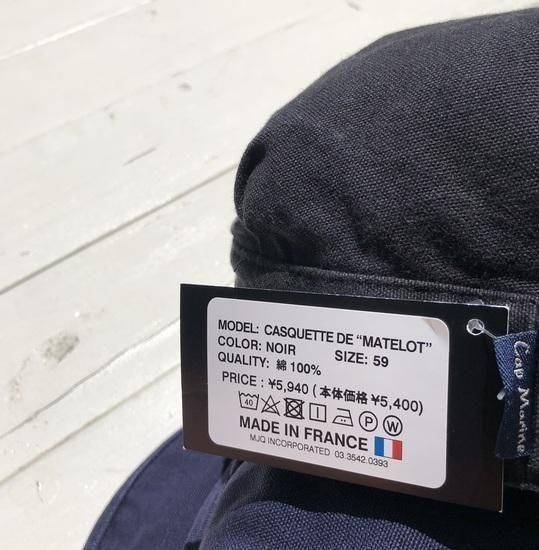 MODEL: CASQUETTE DE “MATELOT”
COLOR: NOIR SIZE: 59
QUALITY: 綿 100%
PRICE : ¥5,940 ( 本体価格 ¥5,400)
40 P W
MADE IN FRANCE
MJQ INCORPORATED 03.3542.0393
Cap Marine